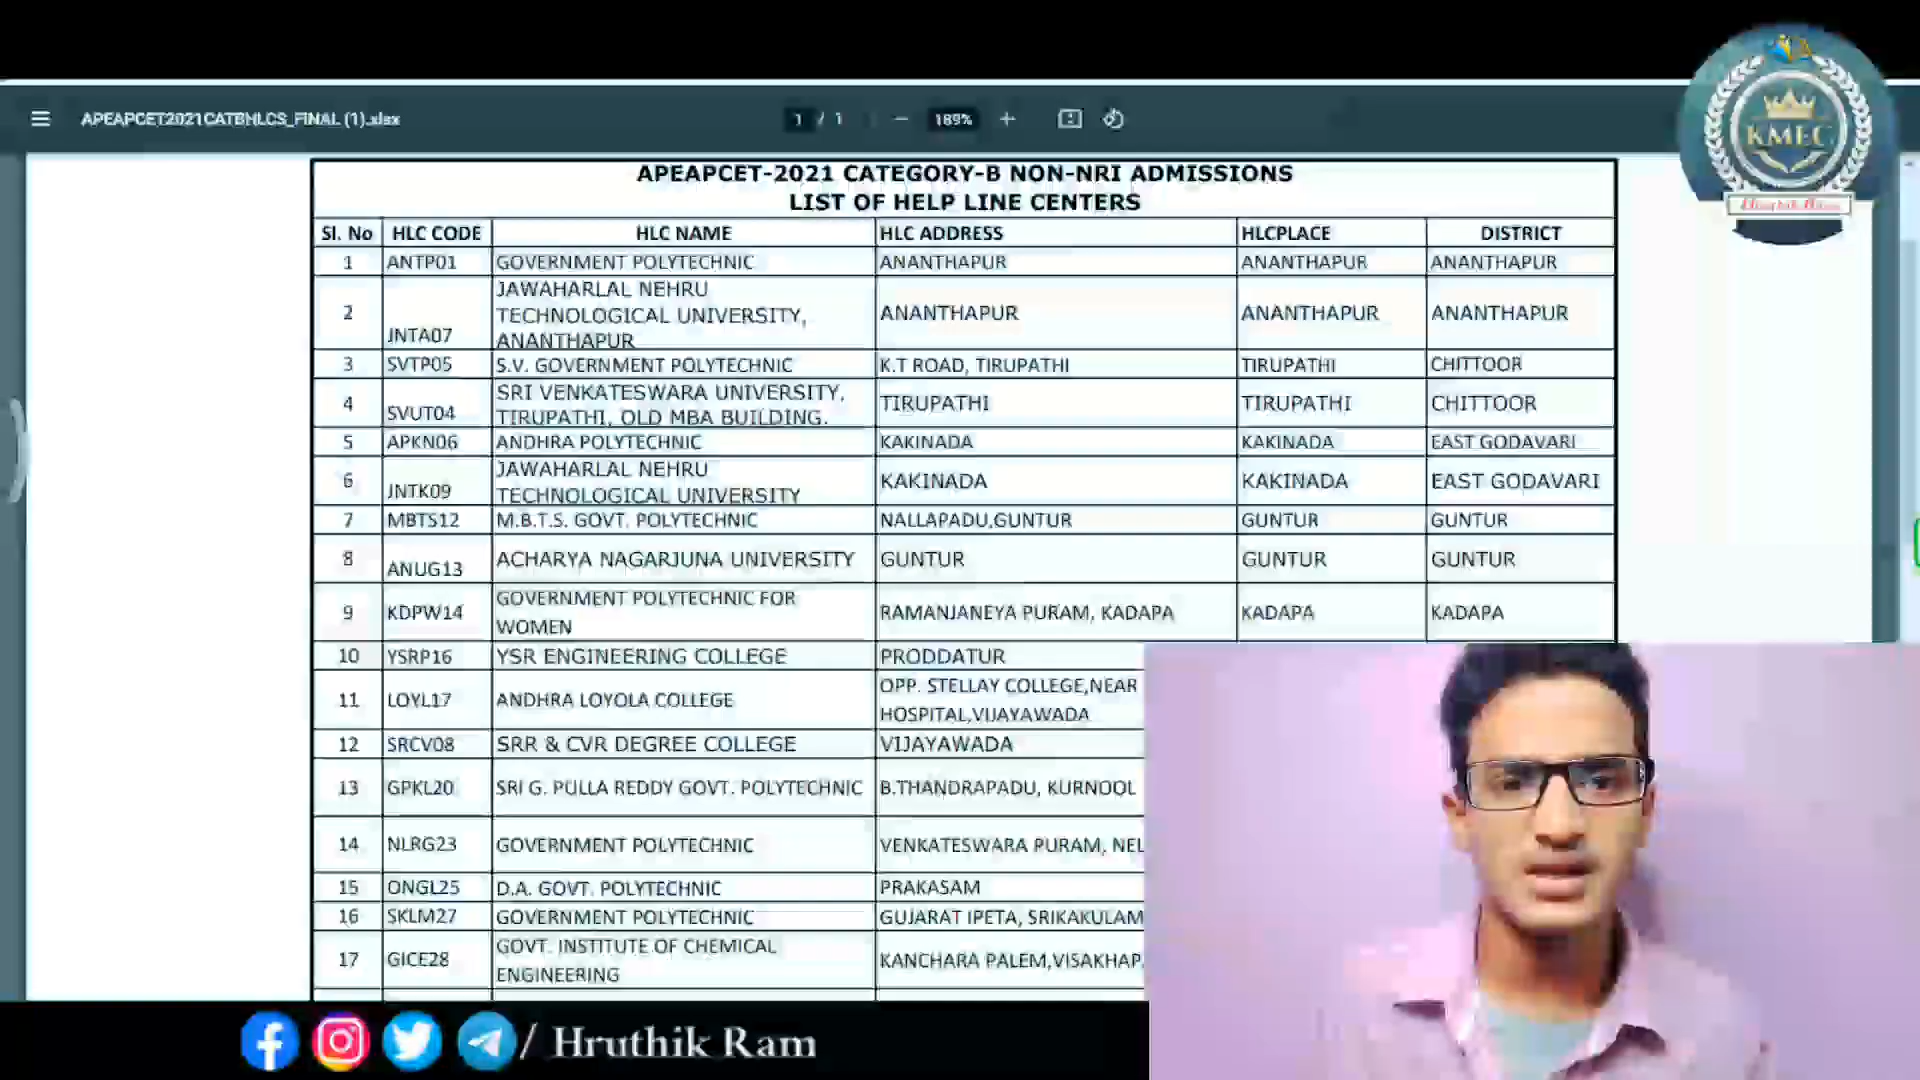 KMEC
APEAPCET2021CATBHLCS_FINAL (1).xlsx
1 / 1
189%
APEAPCET-2021 CATEGORY-B NON-NRI ADMISSIONS
LIST OF HELP LINE CENTERS
Sl. No HLC CODE HLC NAME HLC ADDRESS HLCPLACE DISTRICT
1 ANTP01 GOVERNMENT POLYTECHNIC ANANTHAPUR ANANTHAPUR ANANTHAPUR
2 JNTA07 JAWAHARLAL NEHRU
TECHNOLOGICAL UNIVERSITY,
ANANTHAPUR ANANTHAPUR ANANTHAPUR ANANTHAPUR
3 SVTP05 S.V. GOVERNMENT POLYTECHNIC K.T ROAD, TIRUPATHI TIRUPATHI CHITTOOR
4 SVUT04 SRI VENKATESWARA UNIVERSITY,
TIRUPATHI, OLD MBA BUILDING. TIRUPATHI TIRUPATHI CHITTOOR
5 APKN06 ANDHRA POLYTECHNIC KAKINADA KAKINADA EAST GODAVARI
6 JNTK09 JAWAHARLAL NEHRU
TECHNOLOGICAL UNIVERSITY KAKINADA KAKINADA EAST GODAVARI
7 MBTS12 M.B.T.S. GOVT. POLYTECHNIC NALLAPADU,GUNTUR GUNTUR GUNTUR
8 ANUG13 ACHARYA NAGARJUNA UNIVERSITY GUNTUR GUNTUR GUNTUR
9 KDPW14 GOVERNMENT POLYTECHNIC FOR
WOMEN RAMANJANEYA PURAM, KADAPA KADAPA KADAPA
10 YSRP16 YSR ENGINEERING COLLEGE PRODDATUR
11 LOYL17 ANDHRA LOYOLA COLLEGE OPP. STELLAY COLLEGE,NEAR
HOSPITAL,VIJAYAWADA
12 SRCV08 SRR & CVR DEGREE COLLEGE VIJAYAWADA
13 GPKL20 SRI G. PULLA REDDY GOVT. POLYTECHNIC B.THANDRAPADU, KURNOOL
14 NLRG23 GOVERNMENT POLYTECHNIC VENKATESWARA PURAM, NEL
15 ONGL25 D.A. GOVT. POLYTECHNIC PRAKASAM
16 SKLM27 GOVERNMENT POLYTECHNIC GUJARAT IPETA, SRIKAKULAM
17 GICE28 GOVT. INSTITUTE OF CHEMICAL
ENGINEERING KANCHARA PALEM,VISAKHAP
/ Hruthik Ram